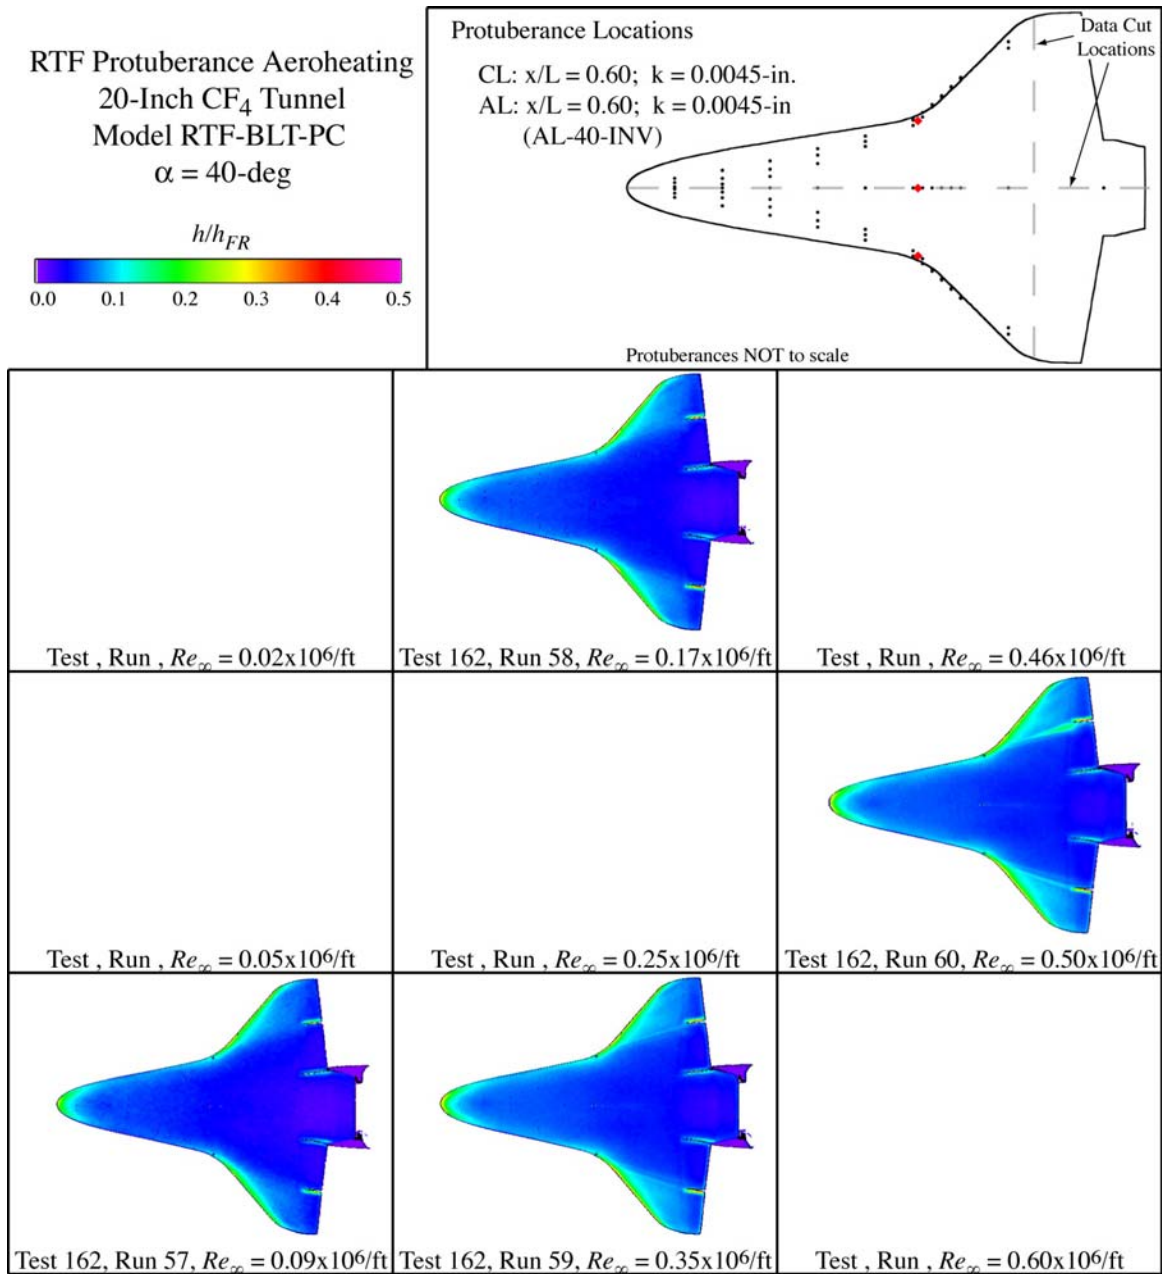 RTF Protuberance Aeroheating
20-Inch CF₄ Tunnel
Model RTF-BLT-PC
α = 40-deg
h/h_FR
0.0 0.1 0.2 0.3 0.4 0.5
Protuberance Locations
CL: x/L = 0.60; k = 0.0045-in.
AL: x/L = 0.60; k = 0.0045-in
(AL-40-INV)
Data Cut
Locations
Protuberances NOT to scale
Test , Run , Re∞ = 0.02x10⁶/ft
Test 162, Run 58, Re∞ = 0.17x10⁶/ft
Test , Run , Re∞ = 0.46x10⁶/ft
Test , Run , Re∞ = 0.05x10⁶/ft
Test , Run , Re∞ = 0.25x10⁶/ft
Test 162, Run 60, Re∞ = 0.50x10⁶/ft
Test 162, Run 57, Re∞ = 0.09x10⁶/ft
Test 162, Run 59, Re∞ = 0.35x10⁶/ft
Test , Run , Re∞ = 0.60x10⁶/ft